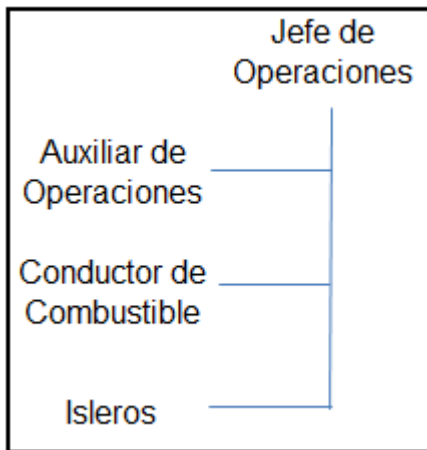 Jefe de
Operaciones
Auxiliar de
Operaciones
Conductor de
Combustible
Isleros